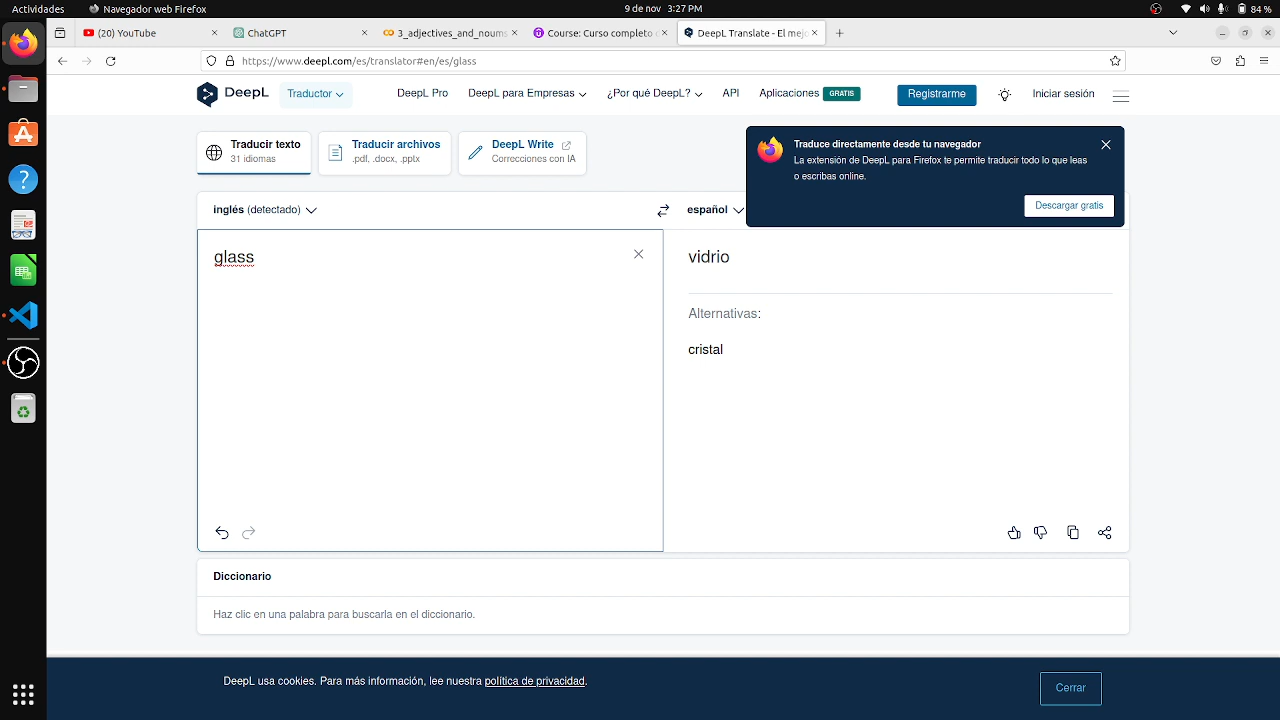 Actividades
Navegador web Firefox
9 de nov 3:27 PM
84 %
(20) YouTube
ChatGPT
3_adjectives_and_nouns
Course: Curso completo
DeepL Translate - El mejo
https://www.deepl.com/es/translator#en/es/glass
DeepL
Traductor
DeepL Pro
DeepL para Empresas
¿Por qué DeepL?
API
Aplicaciones GRATIS
Registrarme
Iniciar sesión
Traducir texto
31 idiomas
Traducir archivos
.pdf, .docx, .pptx
DeepL Write
Correcciones con IA
Traduce directamente desde tu navegador
La extensión de DeepL para Firefox te permite traducir todo lo que leas
o escribas online.
Descargar gratis
inglés (detectado)
español
glass
vidrio
Alternativas:
cristal
Diccionario
Haz clic en una palabra para buscarla en el diccionario.
DeepL usa cookies. Para más información, lee nuestra política de privacidad.
Cerrar